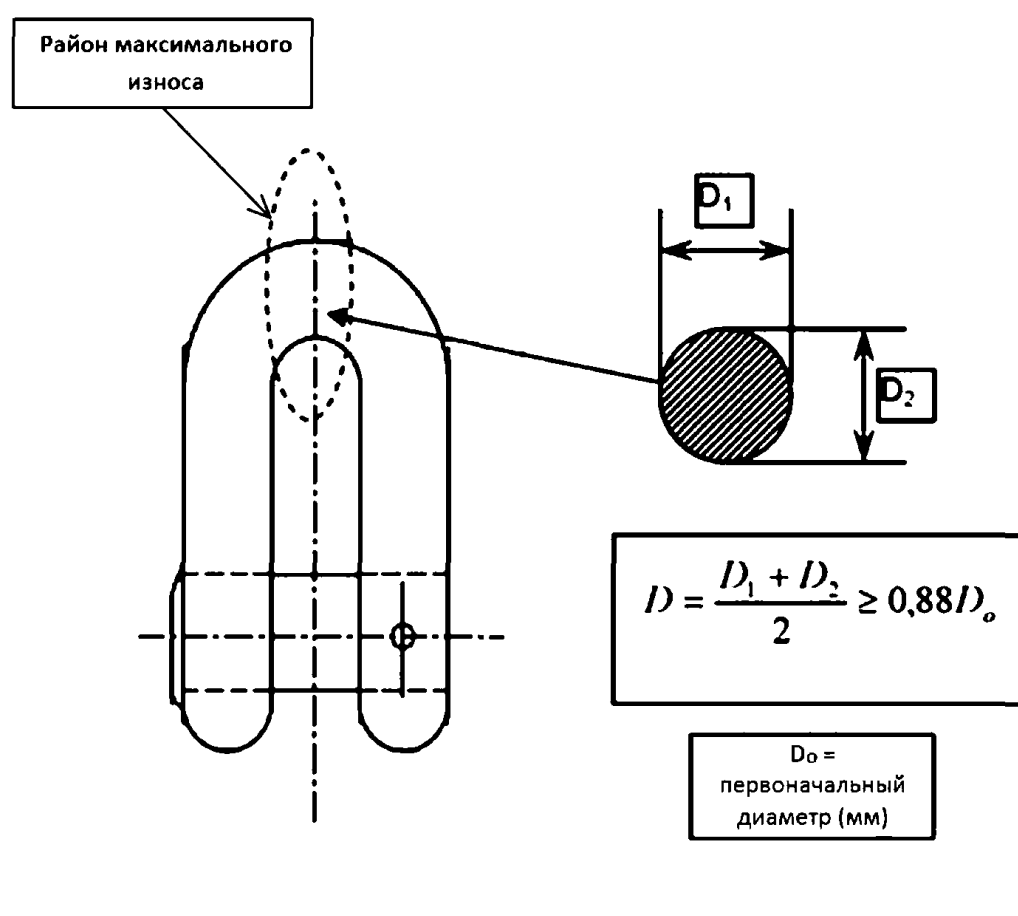 Район максимального
износа
D₁
D₂
D = (D₁ + D₂) / 2 ≥ 0,88Dₒ
Dₒ =
первоначальный
диаметр (мм)